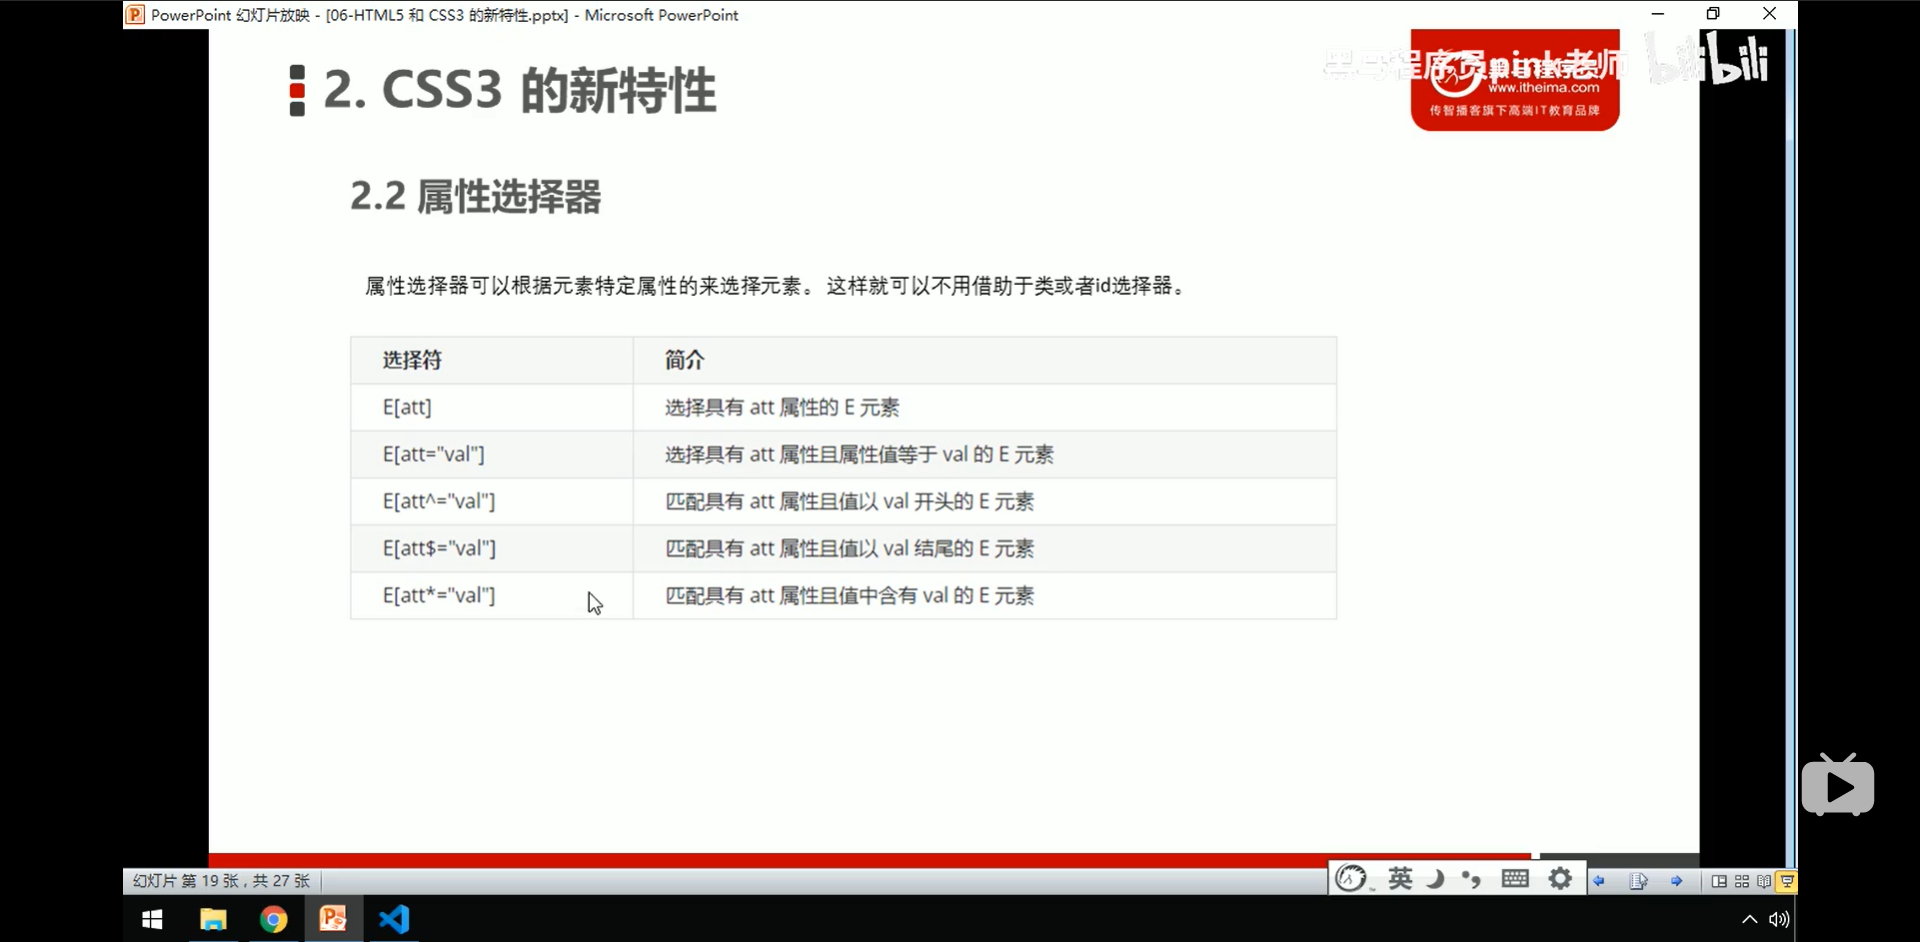 PowerPoint 幻灯片放映 - [06-HTML5 和 CSS3 的新特性.pptx] - Microsoft PowerPoint
黑马程序员pink老师
bilibili
www.itheima.com
传智播客旗下高端IT教育品牌
2. CSS3 的新特性
2.2 属性选择器
属性选择器可以根据元素特定属性的来选择元素。 这样就可以不用借助于类或者id选择器。
选择符 简介
E[att] 选择具有 att 属性的 E 元素
E[att="val"] 选择具有 att 属性且属性值等于 val 的 E 元素
E[att^="val"] 匹配具有 att 属性且值以 val 开头的 E 元素
E[att$="val"] 匹配具有 att 属性且值以 val 结尾的 E 元素
E[att*="val"] 匹配具有 att 属性且值中含有 val 的 E 元素
幻灯片 第 19 张，共 27 张
英